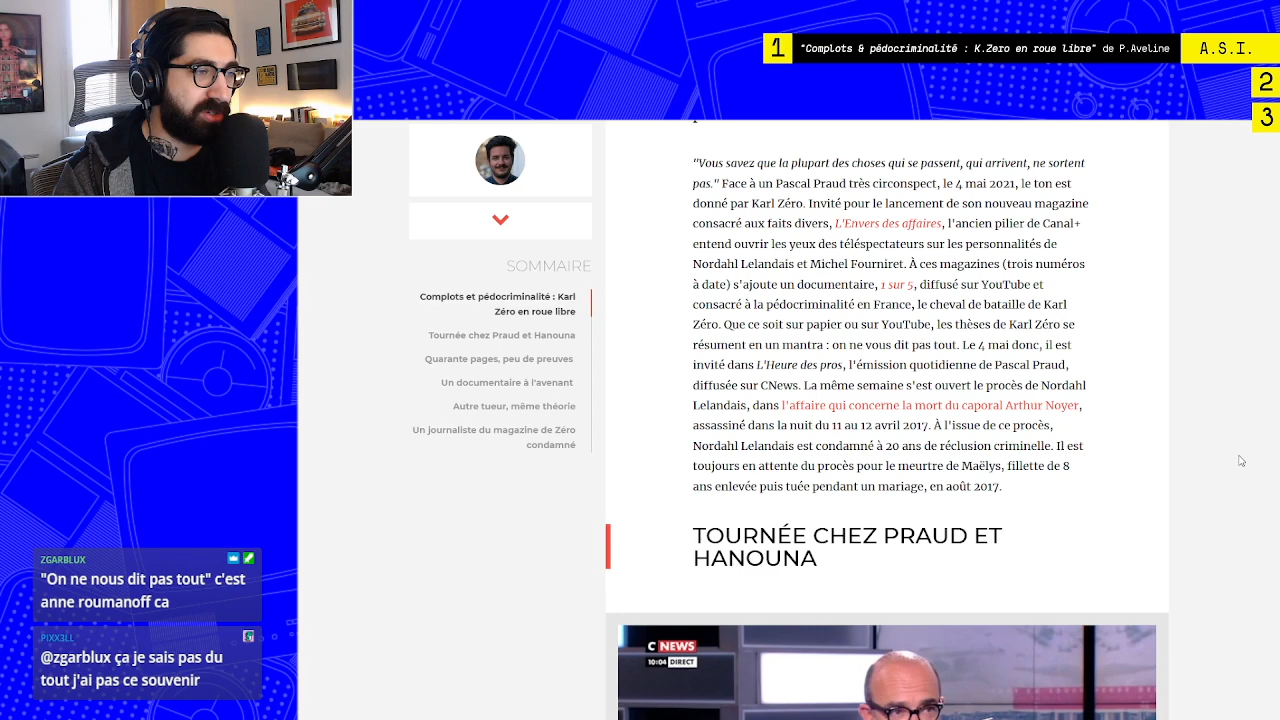 1 "Complots & pédocriminalité : K.Zero en roue libre" de P.Aveline A.S.I.
2
3
"Vous savez que la plupart des choses qui se passent, qui arrivent, ne sortent
pas." Face à un Pascal Praud très circonspect, le 4 mai 2021, le ton est
donné par Karl Zéro. Invité pour le lancement de son nouveau magazine
consacré aux faits divers, L'Envers des affaires, l'ancien pilier de Canal+
entend ouvrir les yeux des téléspectateurs sur les personnalités de
Nordahl Lelandais et Michel Fourniret. À ces magazines (trois numéros
à date) s'ajoute un documentaire, 1 sur 5, diffusé sur YouTube et
consacré à la pédocriminalité en France, le cheval de bataille de Karl
Zéro. Que ce soit sur papier ou sur YouTube, les thèses de Karl Zéro se
résument en un mantra : on ne vous dit pas tout. Le 4 mai donc, il est
invité dans L'Heure des pros, l'émission quotidienne de Pascal Praud,
diffusée sur CNews. La même semaine s'est ouvert le procès de Nordahl
Lelandais, dans l'affaire qui concerne la mort du caporal Arthur Noyer,
assassiné dans la nuit du 11 au 12 avril 2017. À l'issue de ce procès,
Nordahl Lelandais est condamné à 20 ans de réclusion criminelle. Il est
toujours en attente du procès pour le meurtre de Maëlys, fillette de 8
ans enlevée puis tuée pendant un mariage, en août 2017.
TOURNÉE CHEZ PRAUD ET
HANOUNA
SOMMAIRE
Complots et pédocriminalité : Karl
Zéro en roue libre
Tournée chez Praud et Hanouna
Quarante pages, peu de preuves
Un documentaire à l'avenant
Autre tueur, même théorie
Un journaliste du magazine de Zéro
condamné
C NEWS
10:04 DIRECT
ZGARBLUX
"On ne nous dit pas tout" c'est
anne roumanoff ca
PIXX3LL
@zgarblux ça je sais pas du
tout j'ai pas ce souvenir